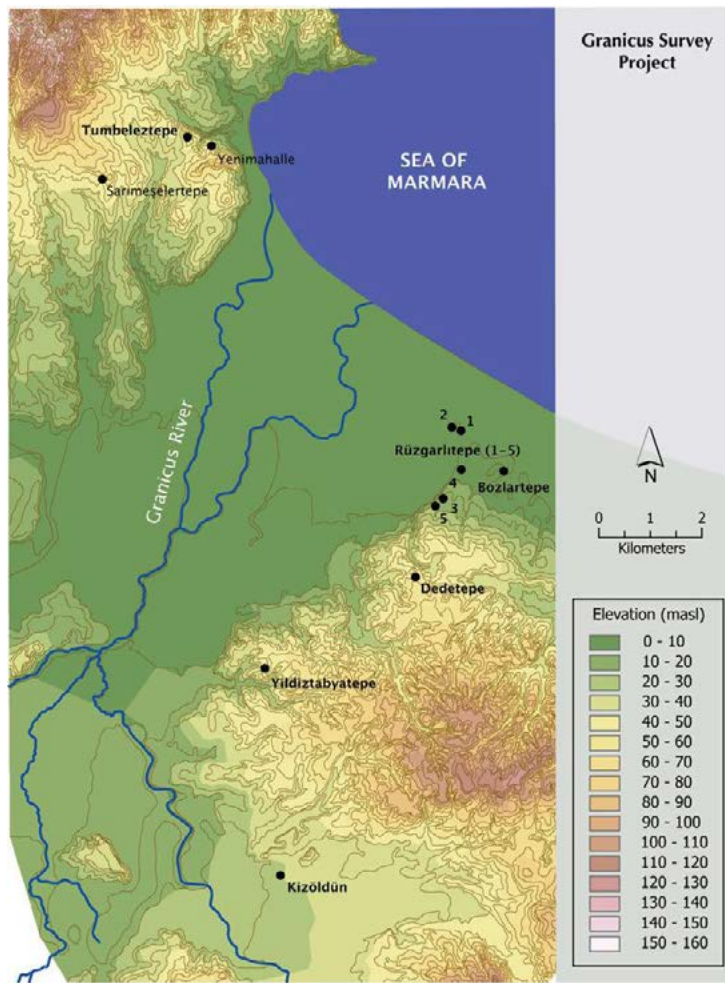 Granicus Survey
Project
Tumbeleztepe
Yenimahalle
Sarımeşelertepe
SEA OF
MARMARA
Granicus River
2
1
Rüzgarlıtepe (1-5)
Bozlartepe
4
3
5
Dedetepe
Yildiztabyatepe
Kizöldün
N
0 1 2
Kilometers
Elevation (masl)
0 - 10
10 - 20
20 - 30
30 - 40
40 - 50
50 - 60
60 - 70
70 - 80
80 - 90
90 - 100
100 - 110
110 - 120
120 - 130
130 - 140
140 - 150
150 - 160